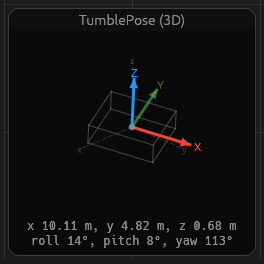 TumblePose (3D)
z
Z
Y
X
x
y
x 10.11 m, y 4.82 m, z 0.68 m
roll 14°, pitch 8°, yaw 113°